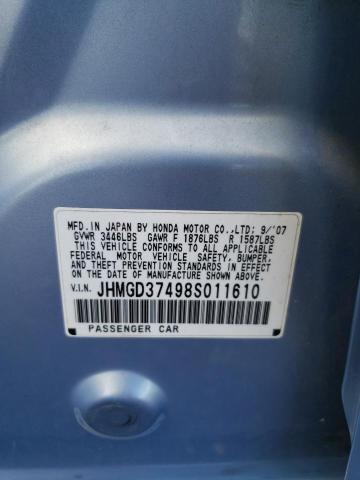 MFD. IN JAPAN BY HONDA MOTOR CO.,LTD; 9/'07
GVWR 3446LBS GAWR F 1876LBS R 1587LBS
THIS VEHICLE CONFORMS TO ALL APPLICABLE
FEDERAL MOTOR VEHICLE SAFETY, BUMPER,
AND THEFT PREVENTION STANDARDS IN EFFECT
ON THE DATE OF MANUFACTURE SHOWN ABOVE.
V.I.N. JHMGD37498S011610
PASSENGER CAR